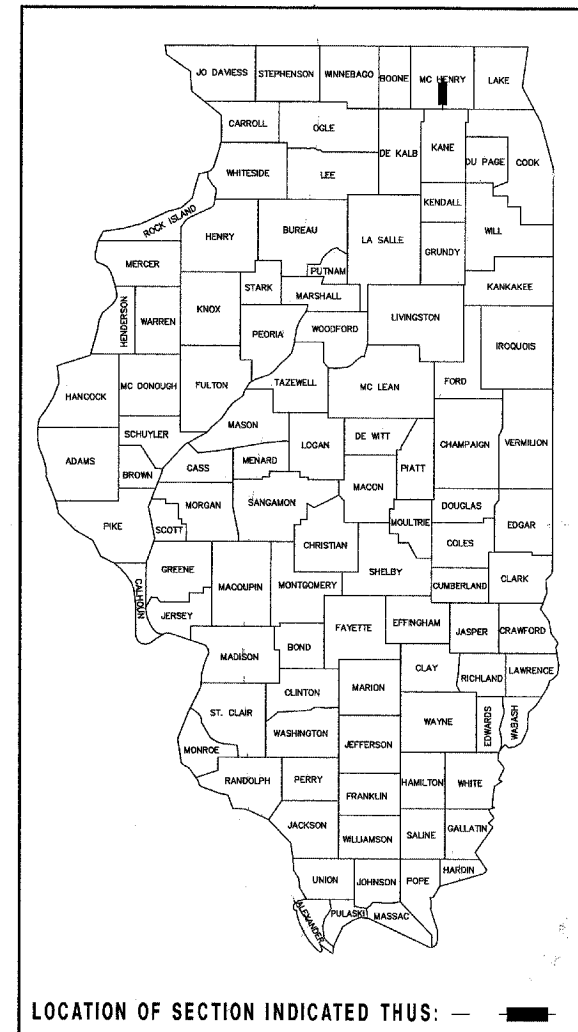 JO DAVIESS STEPHENSON WINNEBAGO BOONE MC HENRY LAKE
CARROLL OGLE
DE KALB KANE DU PAGE COOK
WHITESIDE LEE
KENDALL
ROCK ISLAND HENRY BUREAU LA SALLE GRUNDY WILL
MERCER PUTNAM
STARK MARSHALL KANKAKEE
HENDERSON WARREN KNOX LIVINGSTON
PEORIA WOODFORD IROQUOIS
HANCOCK MC DONOUGH FULTON TAZEWELL MC LEAN FORD
MASON
SCHUYLER LOGAN DE WITT CHAMPAIGN VERMILION
ADAMS BROWN CASS MENARD PIATT
MACON
PIKE SCOTT MORGAN SANGAMON MOULTRIE DOUGLAS EDGAR
CHRISTIAN COLES
GREENE SHELBY
CALHOUN MACOUPIN MONTGOMERY CUMBERLAND CLARK
JERSEY
FAYETTE EFFINGHAM JASPER CRAWFORD
MADISON BOND
CLAY RICHLAND LAWRENCE
CLINTON MARION
ST. CLAIR WAYNE EDWARDS WABASH
WASHINGTON JEFFERSON
MONROE
RANDOLPH PERRY HAMILTON WHITE
FRANKLIN
JACKSON WILLIAMSON SALINE GALLATIN
UNION JOHNSON POPE HARDIN
ALEXANDER PULASKI MASSAC
LOCATION OF SECTION INDICATED THUS: —